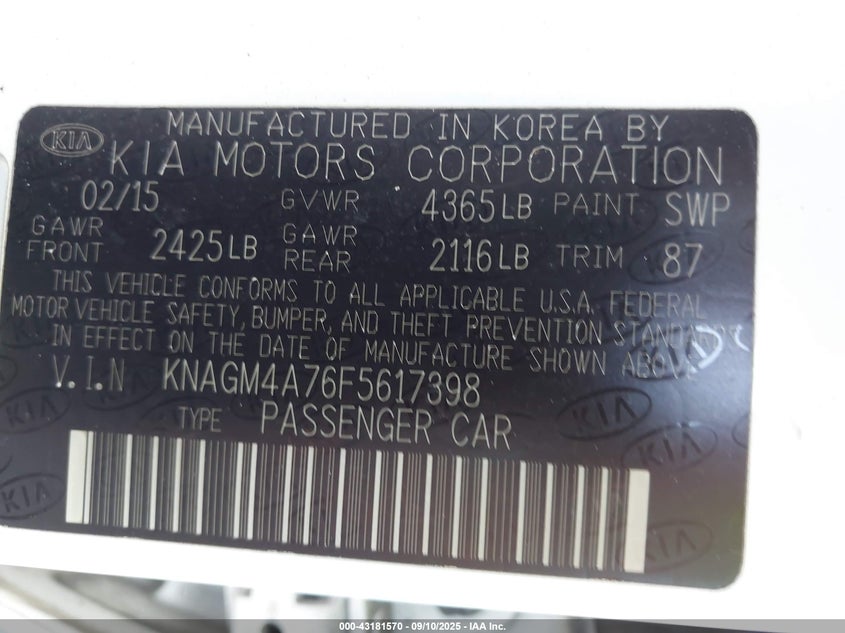 KIA
MANUFACTURED IN KOREA BY
KIA MOTORS CORPORATION
02/15 GVWR 4365LB PAINT SWP
GAWR FRONT 2425LB GAWR REAR 2116LB TRIM 87
THIS VEHICLE CONFORMS TO ALL APPLICABLE U.S.A. FEDERAL
MOTOR VEHICLE SAFETY, BUMPER, AND THEFT PREVENTION
IN EFFECT ON THE DATE OF MANUFACTURE SHOWN ABOVE
V.I.N KNAGM4A76F5617398
TYPE PASSENGER CAR
000-43181570 — 09/10/2025 — IAA Inc.